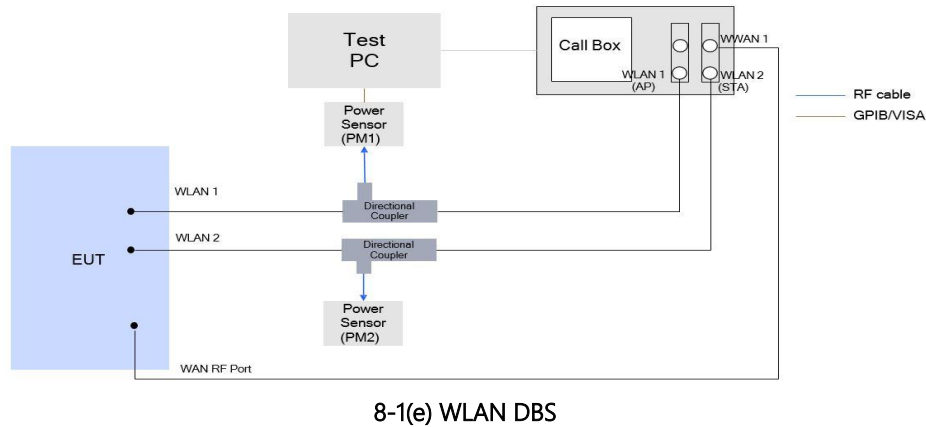 Test
PC
Call Box
WWAN 1
WLAN 1
(AP)
WLAN 2
(STA)
RF cable
GPIB/VISA
Power
Sensor
(PM1)
WLAN 1
Directional
Coupler
WLAN 2
Directional
Coupler
EUT
Power
Sensor
(PM2)
WAN RF Port
8-1(e) WLAN DBS